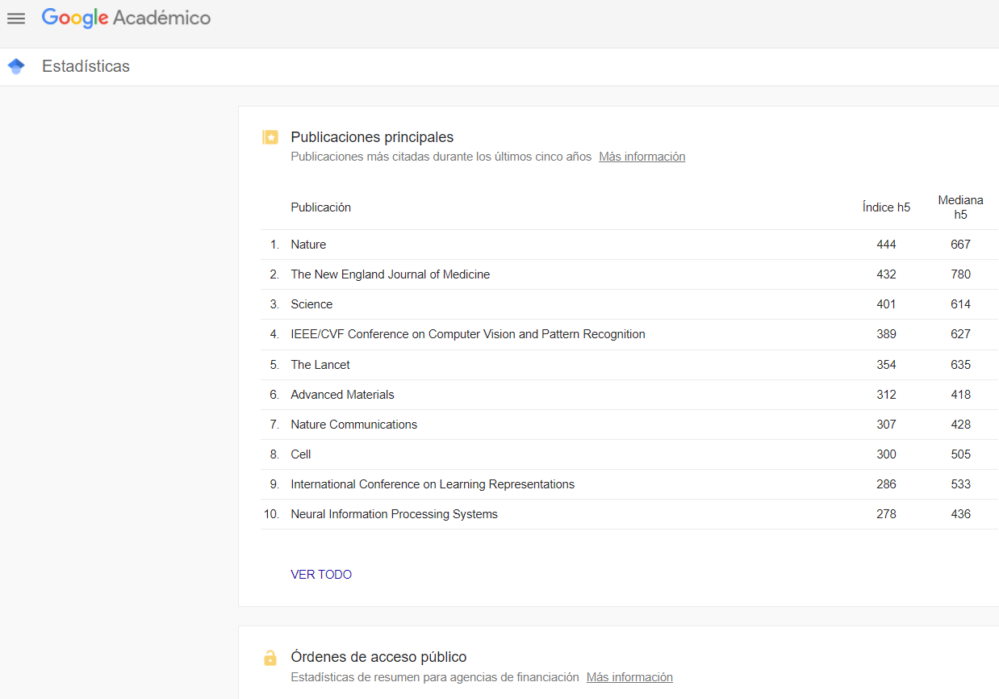 Google Académico
Estadísticas
Publicaciones principales
Publicaciones más citadas durante los últimos cinco años Más información
Publicación Índice h5 Mediana h5
1. Nature 444 667
2. The New England Journal of Medicine 432 780
3. Science 401 614
4. IEEE/CVF Conference on Computer Vision and Pattern Recognition 389 627
5. The Lancet 354 635
6. Advanced Materials 312 418
7. Nature Communications 307 428
8. Cell 300 505
9. International Conference on Learning Representations 286 533
10. Neural Information Processing Systems 278 436
VER TODO
Órdenes de acceso público
Estadísticas de resumen para agencias de financiación Más información